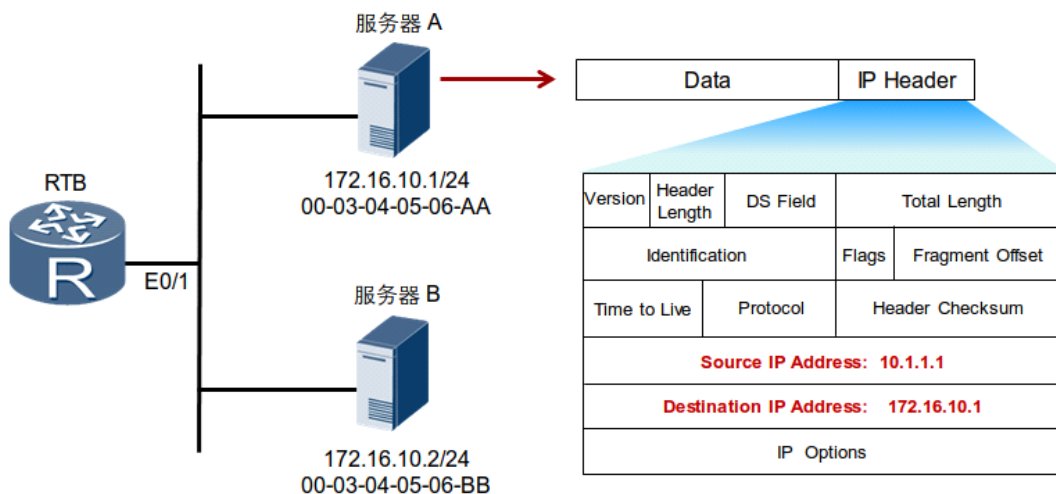 服务器 A
Data
IP Header
172.16.10.1/24
00-03-04-05-06-AA
RTB
R
E0/1
服务器 B
172.16.10.2/24
00-03-04-05-06-BB
Version
Header
Length
DS Field
Total Length
Identification
Flags
Fragment Offset
Time to Live
Protocol
Header Checksum
Source IP Address: 10.1.1.1
Destination IP Address: 172.16.10.1
IP Options